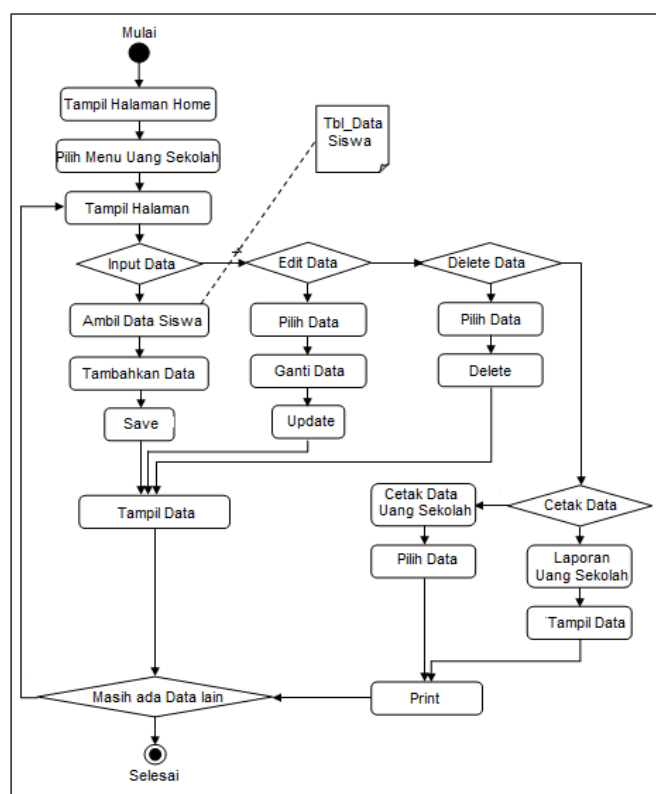 Mulai
Tampil Halaman Home
Pilih Menu Uang Sekolah
Tampil Halaman
Tbl_Data
Siswa
Input Data
Edit Data
Delete Data
Ambil Data Siswa
Pilih Data
Pilih Data
Tambahkan Data
Ganti Data
Delete
Save
Update
Tampil Data
Cetak Data
Uang Sekolah
Cetak Data
Pilih Data
Laporan
Uang Sekolah
Tampil Data
Masih ada Data lain
Print
Selesai